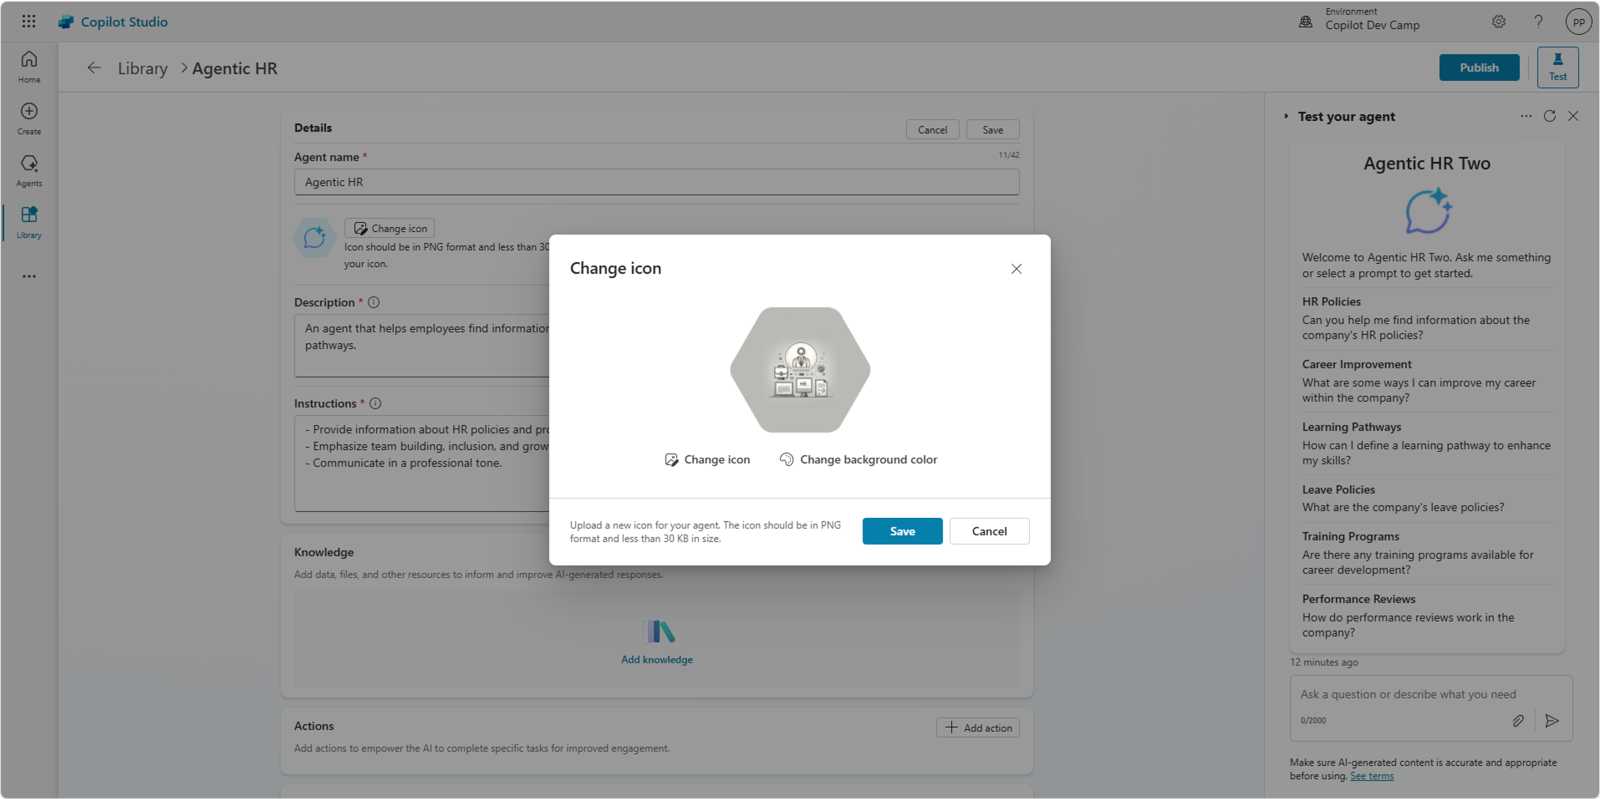 Copilot Studio
Environment
Copilot Dev Camp
PP
Home
Create
Agents
Library
Library > Agentic HR
Publish
Test
Details
Cancel
Save
Agent name *
11/42
Agentic HR
Change icon
Icon should be in PNG format and less than 30
your icon.
Description *
An agent that helps employees find information
pathways.
Instructions *
- Provide information about HR policies and pro
- Emphasize team building, inclusion, and grow
- Communicate in a professional tone.
Knowledge
Add data, files, and other resources to inform and improve AI-generated responses.
Add knowledge
Actions
Add action
Add actions to empower the AI to complete specific tasks for improved engagement.
Change icon
Change icon
Change background color
Upload a new icon for your agent. The icon should be in PNG
format and less than 30 KB in size.
Save
Cancel
Test your agent
Agentic HR Two
Welcome to Agentic HR Two. Ask me something
or select a prompt to get started.
HR Policies
Can you help me find information about the
company's HR policies?
Career Improvement
What are some ways I can improve my career
within the company?
Learning Pathways
How can I define a learning pathway to enhance
my skills?
Leave Policies
What are the company's leave policies?
Training Programs
Are there any training programs available for
career development?
Performance Reviews
How do performance reviews work in the
company?
12 minutes ago
Ask a question or describe what you need
0/2000
Make sure AI-generated content is accurate and appropriate
before using. See terms